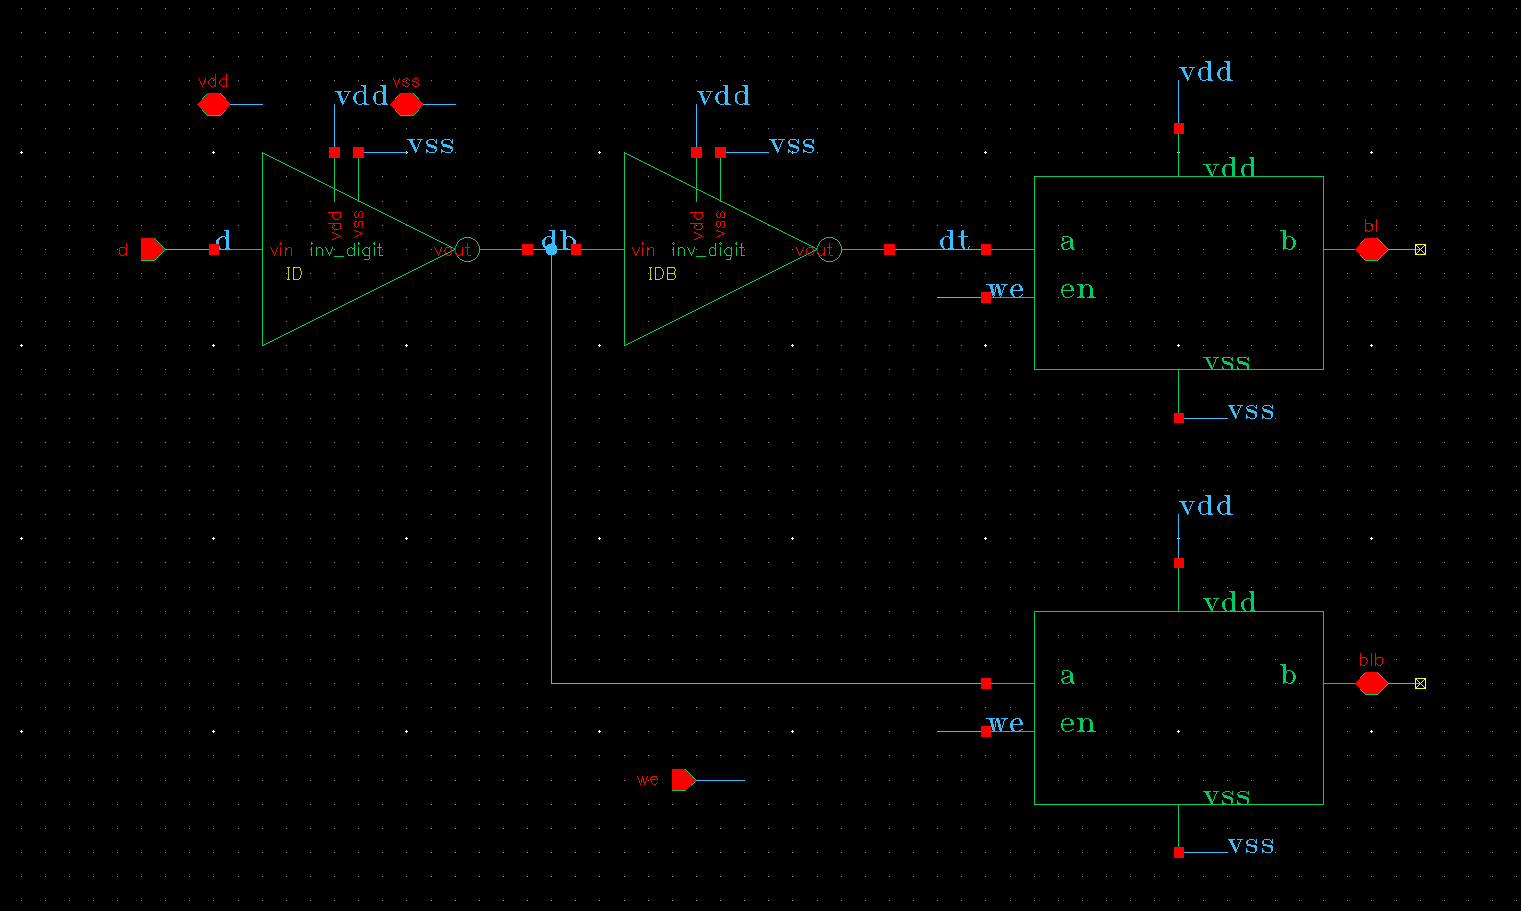 vdd
vdd
vss
vdd
vdd
vss
vss
vdd
vdd
vss
vdd
vss
bl
d
d
vin
inv_digit
vout
db
vin
inv_digit
vout
dt
a
b
ID
IDB
we
en
vss
vss
vdd
vdd
blb
a
b
we
en
we
vss
vss